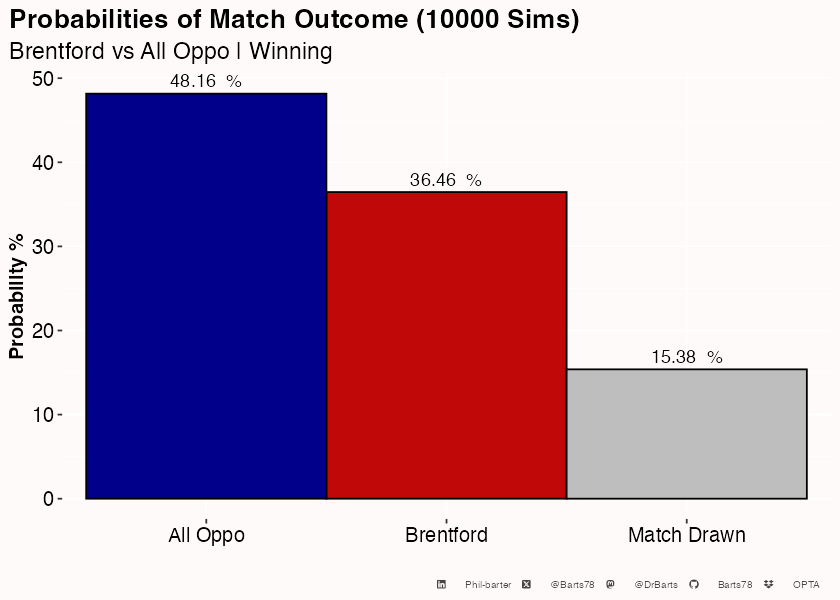 Probabilities of Match Outcome (10000 Sims)
Brentford vs All Oppo | Winning
Probability %
50
40
30
20
10
0
48.16 %
36.46 %
15.38 %
All Oppo
Brentford
Match Drawn
Phil-barter @Barts78 @DrBarts Barts78 OPTA